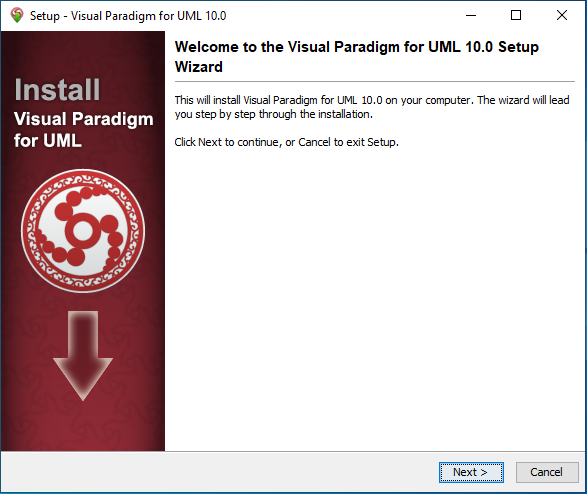 Setup - Visual Paradigm for UML 10.0
Install
Visual Paradigm
for UML
Welcome to the Visual Paradigm for UML 10.0 Setup
Wizard
This will install Visual Paradigm for UML 10.0 on your computer. The wizard will lead
you step by step through the installation.
Click Next to continue, or Cancel to exit Setup.
Next >
Cancel